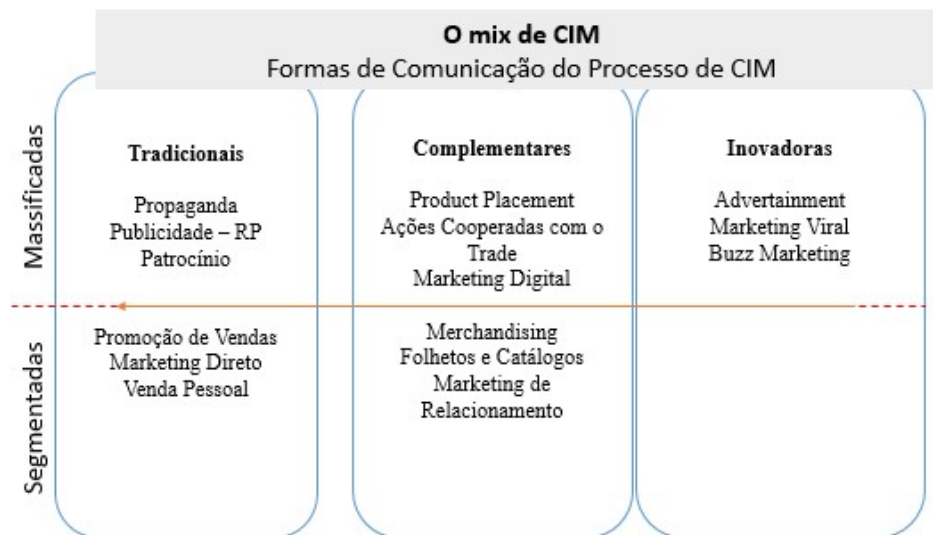 O mix de CIM
Formas de Comunicação do Processo de CIM
Massificadas
Tradicionais
Propaganda
Publicidade – RP
Patrocínio
Complementares
Product Placement
Ações Cooperadas com o
Trade
Marketing Digital
Inovadoras
Advertainment
Marketing Viral
Buzz Marketing
Segmentadas
Promoção de Vendas
Marketing Direto
Venda Pessoal
Merchandising
Folhetos e Catálogos
Marketing de
Relacionamento